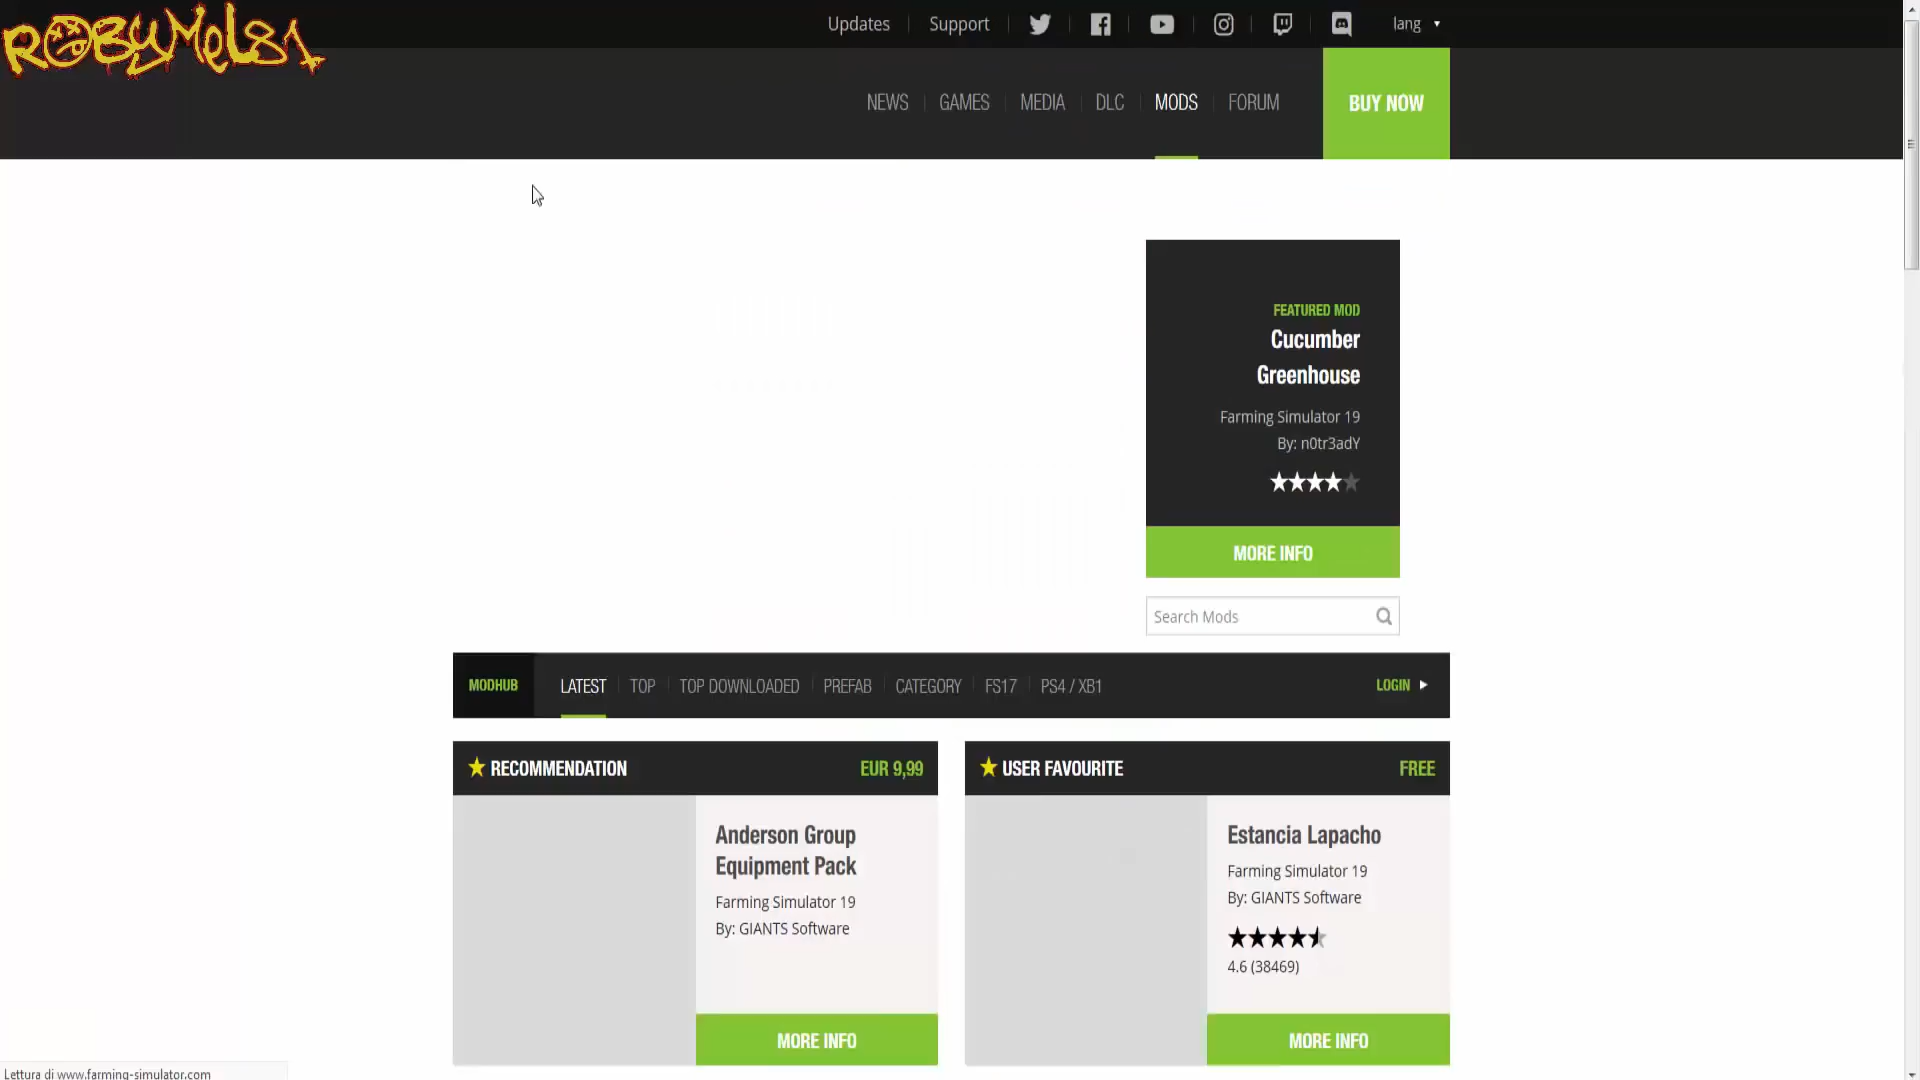 RobyMel81
Updates Support lang
NEWS GAMES MEDIA DLC MODS FORUM BUY NOW
FEATURED MOD
Cucumber
Greenhouse
Farming Simulator 19
By: n0tr3adY
MORE INFO
Search Mods
MODHUB LATEST TOP TOP DOWNLOADED PREFAB CATEGORY FS17 PS4 / XB1 LOGIN
RECOMMENDATION EUR 9,99
Anderson Group
Equipment Pack
Farming Simulator 19
By: GIANTS Software
MORE INFO
USER FAVOURITE FREE
Estancia Lapacho
Farming Simulator 19
By: GIANTS Software
4.6 (38469)
MORE INFO
Lettura di www.farming-simulator.com